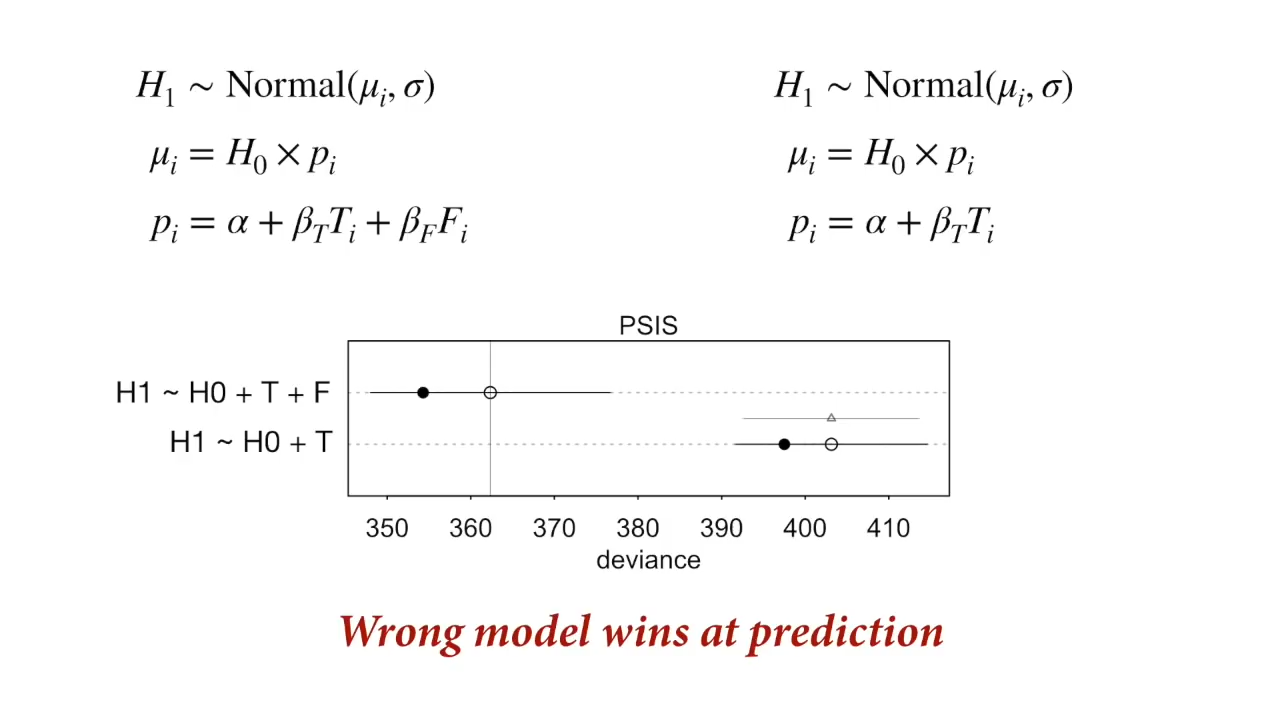 H₁ ∼ Normal(μᵢ, σ)
μᵢ = H₀ × pᵢ
pᵢ = α + β_T Tᵢ + β_F Fᵢ
H₁ ∼ Normal(μᵢ, σ)
μᵢ = H₀ × pᵢ
pᵢ = α + β_T Tᵢ
PSIS
H1 ~ H0 + T + F
H1 ~ H0 + T
350 360 370 380 390 400 410
deviance
Wrong model wins at prediction